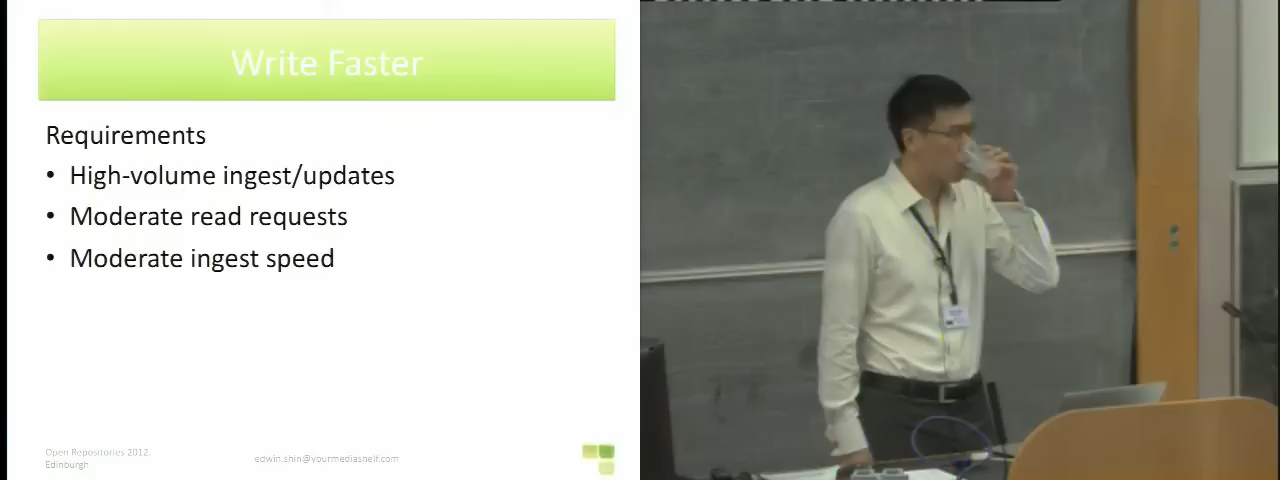 Write Faster
Requirements
• High-volume ingest/updates
• Moderate read requests
• Moderate ingest speed
Open Repositories 2012.
Edinburgh
edwin.shin@yourmediashelf.com